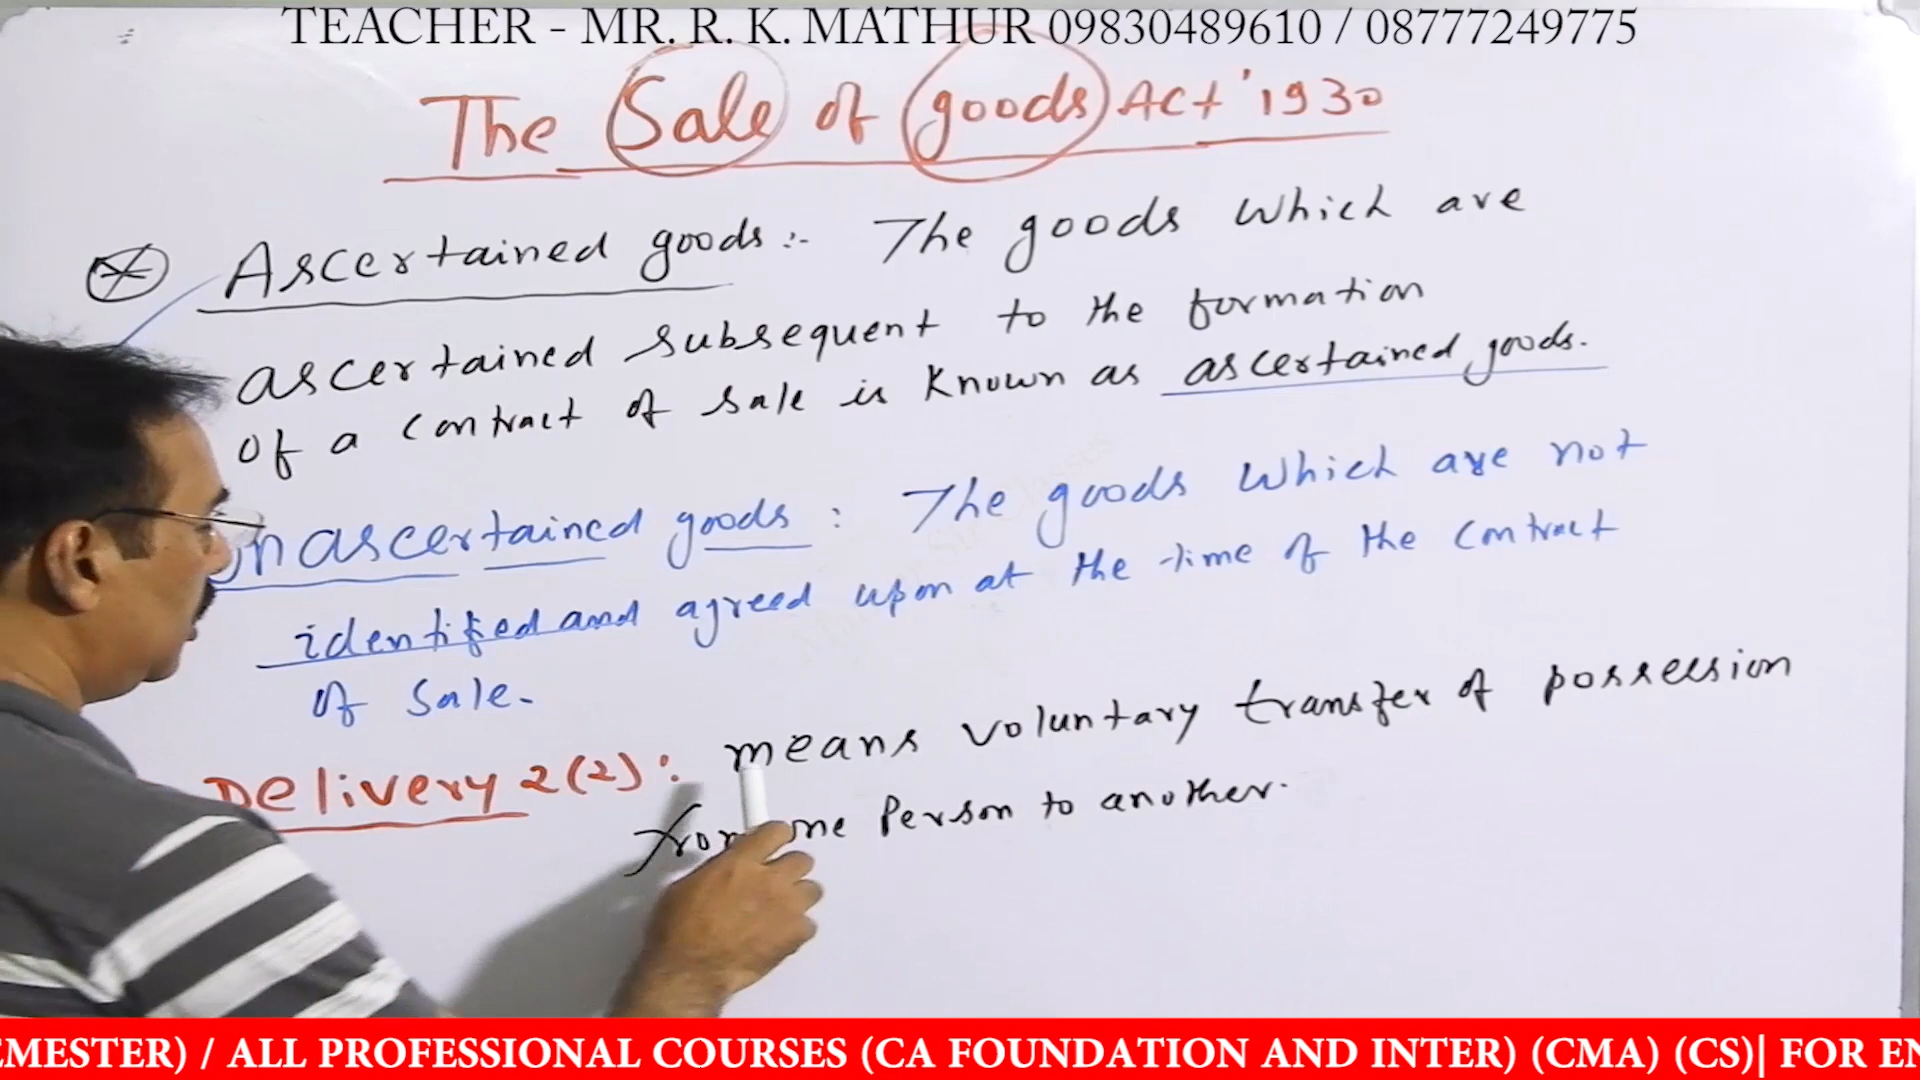 TEACHER - MR. R. K. MATHUR 09830489610 / 08777249775
The Sale of goods Act '1930
Ascertained goods:- The goods which are
ascertained subsequent to the formation
of a contract of sale is known as ascertained goods.
Unascertained goods : The goods which are not
identified and agreed upon at the time of the contract
of sale.
Delivery 2(2): means voluntary transfer of possession
one Person to another.
EMESTER) / ALL PROFESSIONAL COURSES (CA FOUNDATION AND INTER) (CMA) (CS)| FOR EN